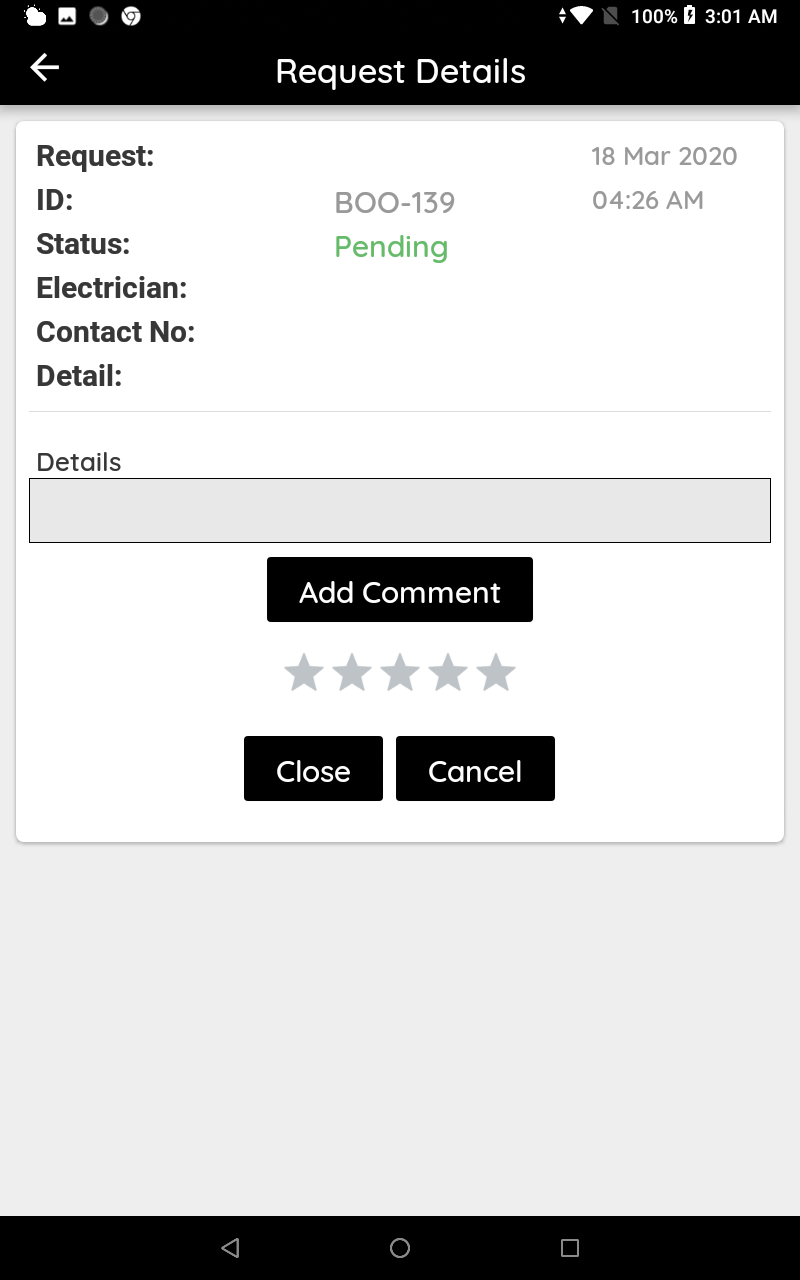 100% 3:01 AM
Request Details
Request: 18 Mar 2020
ID: BOO-139 04:26 AM
Status: Pending
Electrician:
Contact No:
Detail:
Details
Add Comment
Close Cancel